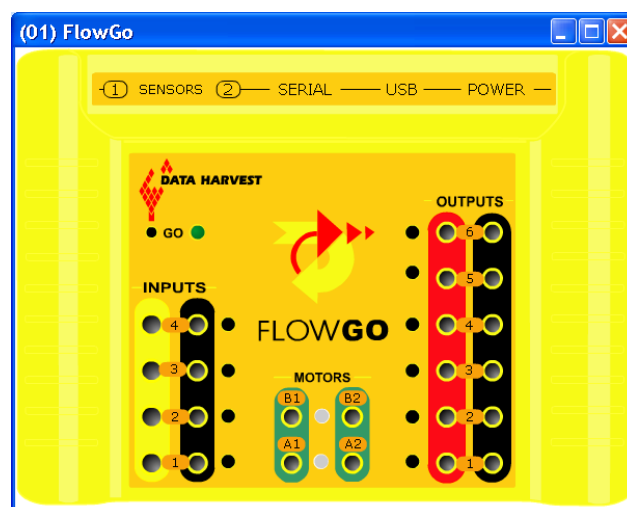 (01) FlowGo
1 SENSORS 2 SERIAL USB POWER
DATA HARVEST
GO
OUTPUTS
6
5
4
3
2
1
INPUTS
4
3
2
1
FLOWGO
MOTORS
B1 B2
A1 A2